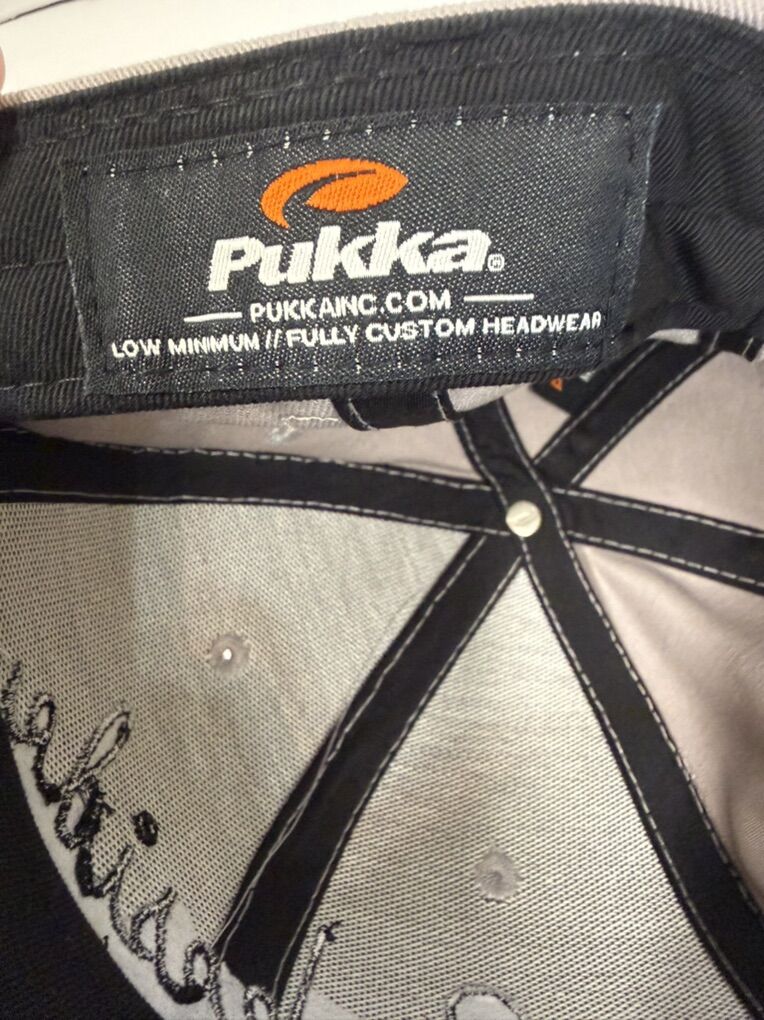 Pukka®
PUKKAINC.COM
LOW MINIMUM // FULLY CUSTOM HEADWEAR